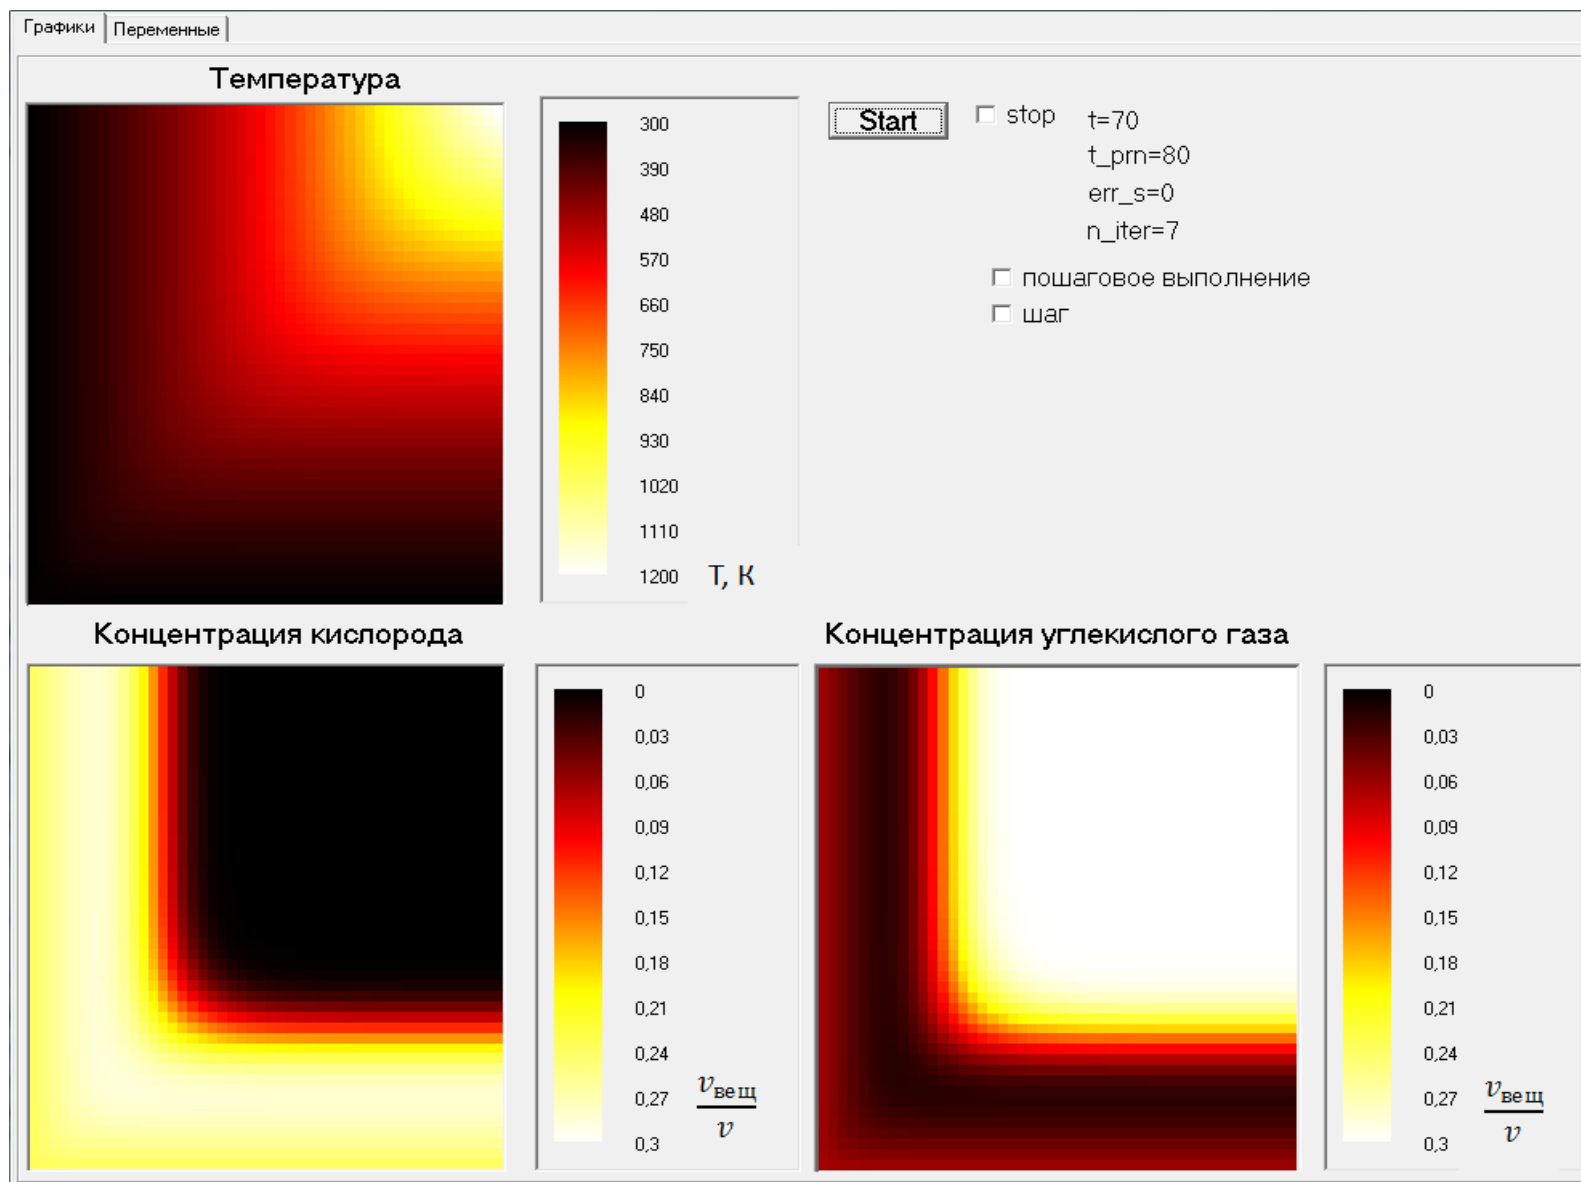 Графики Переменные
Температура
300
390
480
570
660
750
840
930
1020
1110
1200
T, К
Start
stop
t=70
t_prn=80
err_s=0
n_iter=7
пошаговое выполнение
шаг
Концентрация кислорода
0
0,03
0,06
0,09
0,12
0,15
0,18
0,21
0,24
0,27
0,3
𝑣вещ
𝑣
Концентрация углекислого газа
0
0,03
0,06
0,09
0,12
0,15
0,18
0,21
0,24
0,27
0,3
𝑣вещ
𝑣